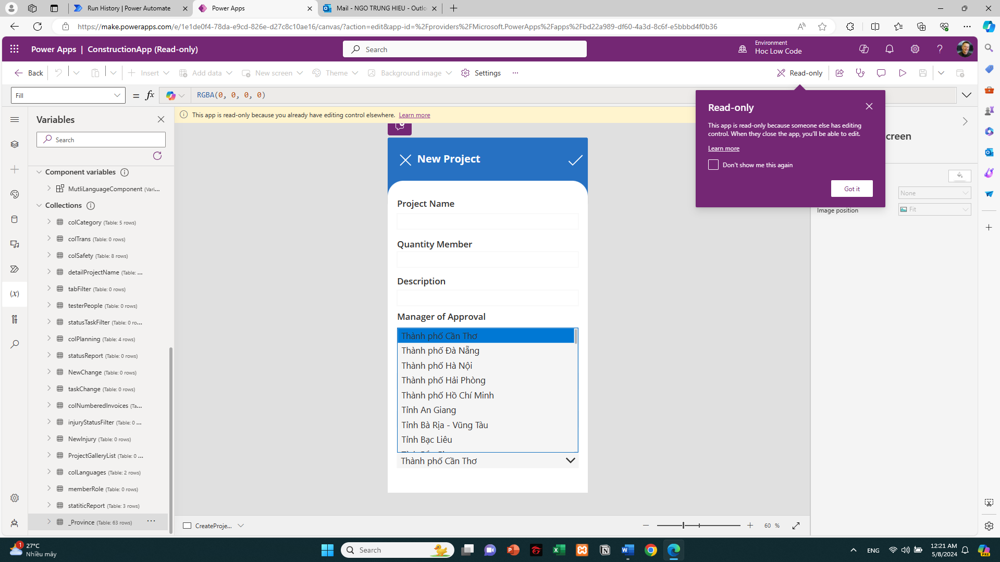 Run History | Power Automate
Power Apps
Mail - NGO TRUNG HIEU - Outlo
https://make.powerapps.com/e/1e1de0f4-78da-e9cd-826e-d27c8c10ae16/canvas/?action=edit&app-id=%2Fproviders%2FMicrosoft.PowerApps%2Fapps%2Fbd22a989-df60-4a3d-8c6f-e5bbbd4f0b36
Power Apps | ConstructionApp (Read-only)
Search
Environment
Hoc Low Code
Back
Insert
Add data
New screen
Theme
Background image
Settings
Read-only
Fill
= fx
RGBA(0, 0, 0, 0)
Variables
Search
Component variables
MutliLanguageComponent (Vari...
Collections
colCategory (Table: 5 rows)
colTrans (Table: 0 rows)
colSafety (Table: 8 rows)
detailProjectName (Table: ...
tabFilter (Table: 0 rows)
testerPeople (Table: 0 rows)
statusTaskFilter (Table: 0 ro...
colPlanning (Table: 4 rows)
statusReport (Table: 0 rows)
NewChange (Table: 0 rows)
taskChange (Table: 0 rows)
colNumberedInvoices (Ta...
injuryStatusFilter (Table: 0 ...
NewInjury (Table: 0 rows)
ProjectGalleryList (Table: 0 ...
colLanguages (Table: 2 rows)
memberRole (Table: 0 rows)
statiticReport (Table: 3 rows)
_Province (Table: 63 rows)
This app is read-only because you already have editing control elsewhere. Learn more
New Project
Project Name
Quantity Member
Description
Manager of Approval
Thành phố Cần Thơ
Thành phố Đà Nẵng
Thành phố Hà Nội
Thành phố Hải Phòng
Thành phố Hồ Chí Minh
Tỉnh An Giang
Tỉnh Bà Rịa - Vũng Tàu
Tỉnh Bạc Liêu
Thành phố Cần Thơ
Read-only
This app is read-only because someone else has editing
control. When they close the app, you'll be able to edit.
Learn more
Don't show me this again
Got it
creen
None
Image position
Fit
CreateProje...
60 %
1
27°C
Nhiều mây
Search
ENG
12:21 AM
5/8/2024